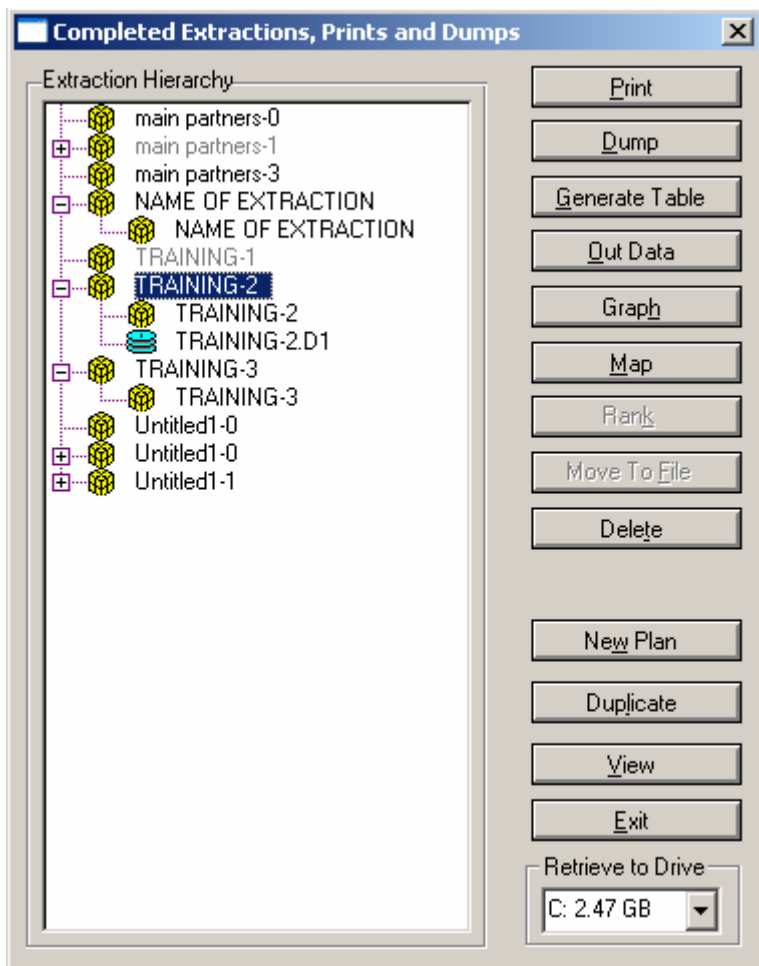 Completed Extractions, Prints and Dumps
Extraction Hierarchy
main partners-0
main partners-1
main partners-3
NAME OF EXTRACTION
NAME OF EXTRACTION
TRAINING-1
TRAINING-2
TRAINING-2
TRAINING-2.D1
TRAINING-3
TRAINING-3
Untitled1-0
Untitled1-0
Untitled1-1
Print
Dump
Generate Table
Out Data
Graph
Map
Rank
Move To File
Delete
New Plan
Duplicate
View
Exit
Retrieve to Drive
C: 2.47 GB